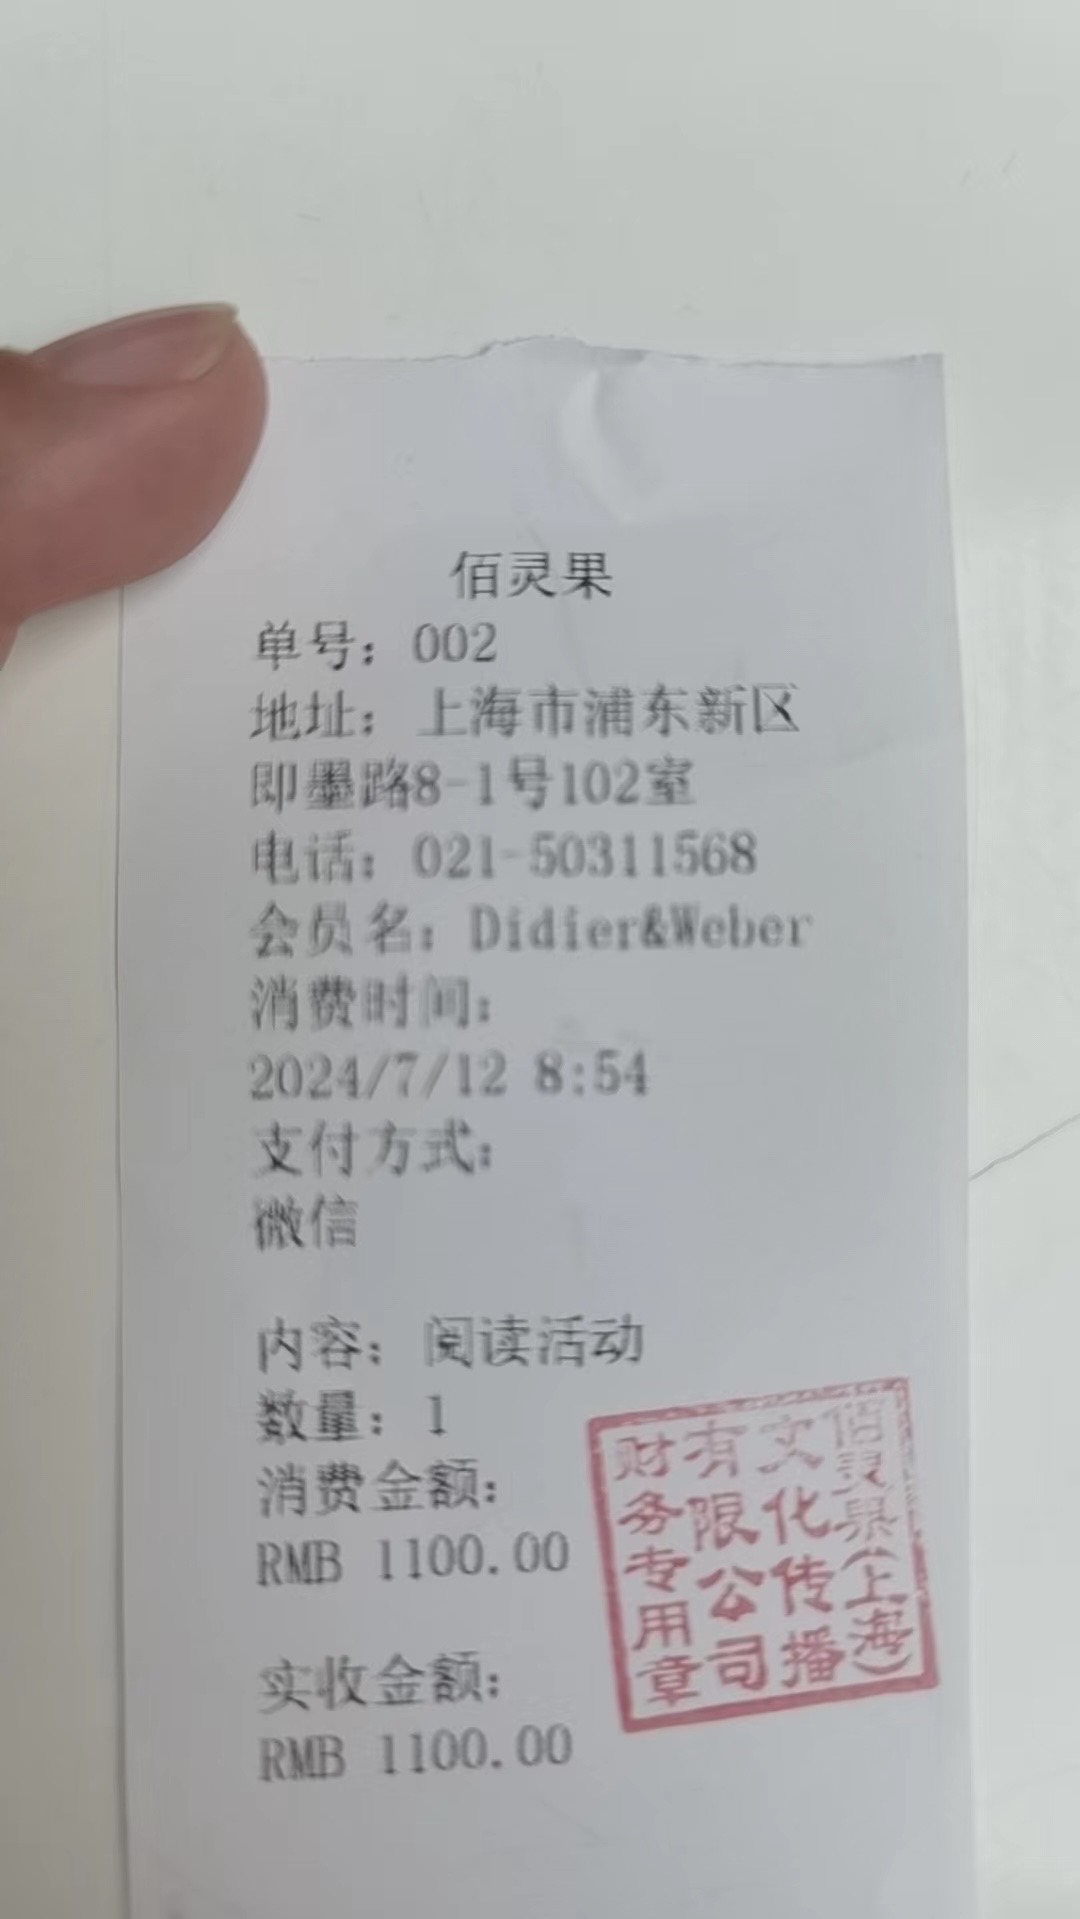 佰灵果
单号：002
地址：上海市浦东新区
即墨路8-1号102室
电话：021-50311568
会员名：Didier&Weber
消费时间：
2024/7/12 8:54
支付方式：
微信
内容：阅读活动
数量：1
消费金额：
RMB 1100.00
实收金额：
RMB 1100.00
佰灵果(上海)
文化传播
有限公司
财务专用章